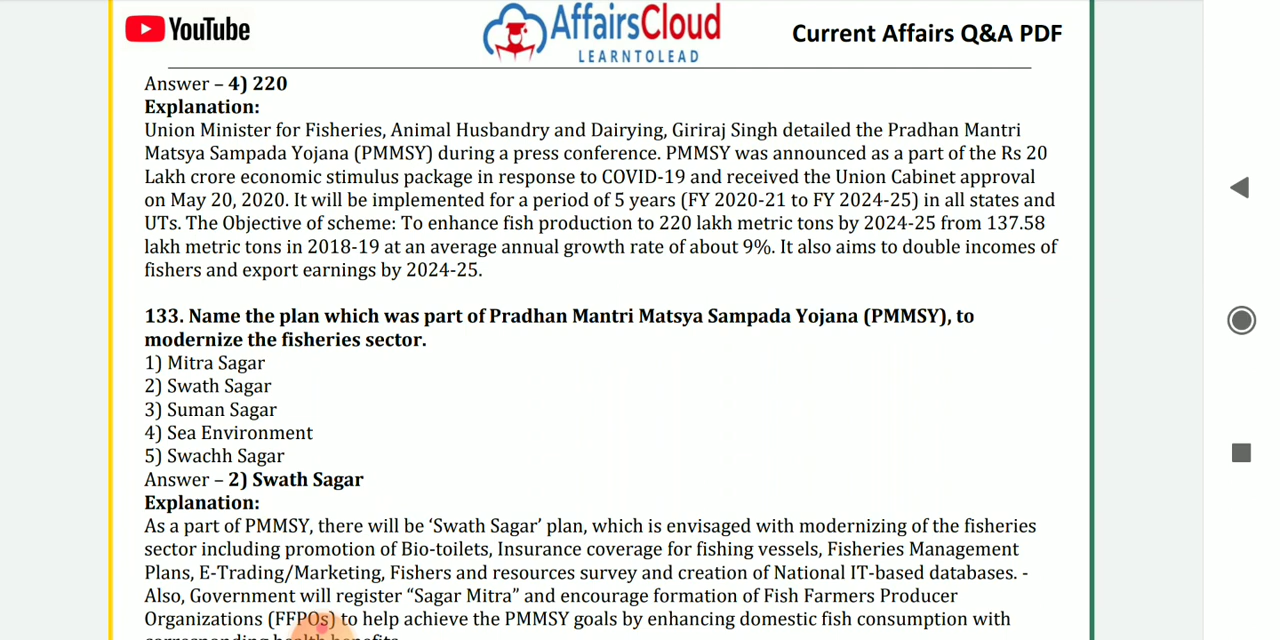 YouTube
AffairsCloud
LEARNTOLEAD
Current Affairs Q&A PDF
Answer – 4) 220
Explanation:
Union Minister for Fisheries, Animal Husbandry and Dairying, Giriraj Singh detailed the Pradhan Mantri
Matsya Sampada Yojana (PMMSY) during a press conference. PMMSY was announced as a part of the Rs 20
Lakh crore economic stimulus package in response to COVID-19 and received the Union Cabinet approval
on May 20, 2020. It will be implemented for a period of 5 years (FY 2020-21 to FY 2024-25) in all states and
UTs. The Objective of scheme: To enhance fish production to 220 lakh metric tons by 2024-25 from 137.58
lakh metric tons in 2018-19 at an average annual growth rate of about 9%. It also aims to double incomes of
fishers and export earnings by 2024-25.
133. Name the plan which was part of Pradhan Mantri Matsya Sampada Yojana (PMMSY), to
modernize the fisheries sector.
1) Mitra Sagar
2) Swath Sagar
3) Suman Sagar
4) Sea Environment
5) Swachh Sagar
Answer – 2) Swath Sagar
Explanation:
As a part of PMMSY, there will be ‘Swath Sagar’ plan, which is envisaged with modernizing of the fisheries
sector including promotion of Bio-toilets, Insurance coverage for fishing vessels, Fisheries Management
Plans, E-Trading/Marketing, Fishers and resources survey and creation of National IT-based databases. -
Also, Government will register “Sagar Mitra” and encourage formation of Fish Farmers Producer
Organizations (FFPOs) to help achieve the PMMSY goals by enhancing domestic fish consumption with